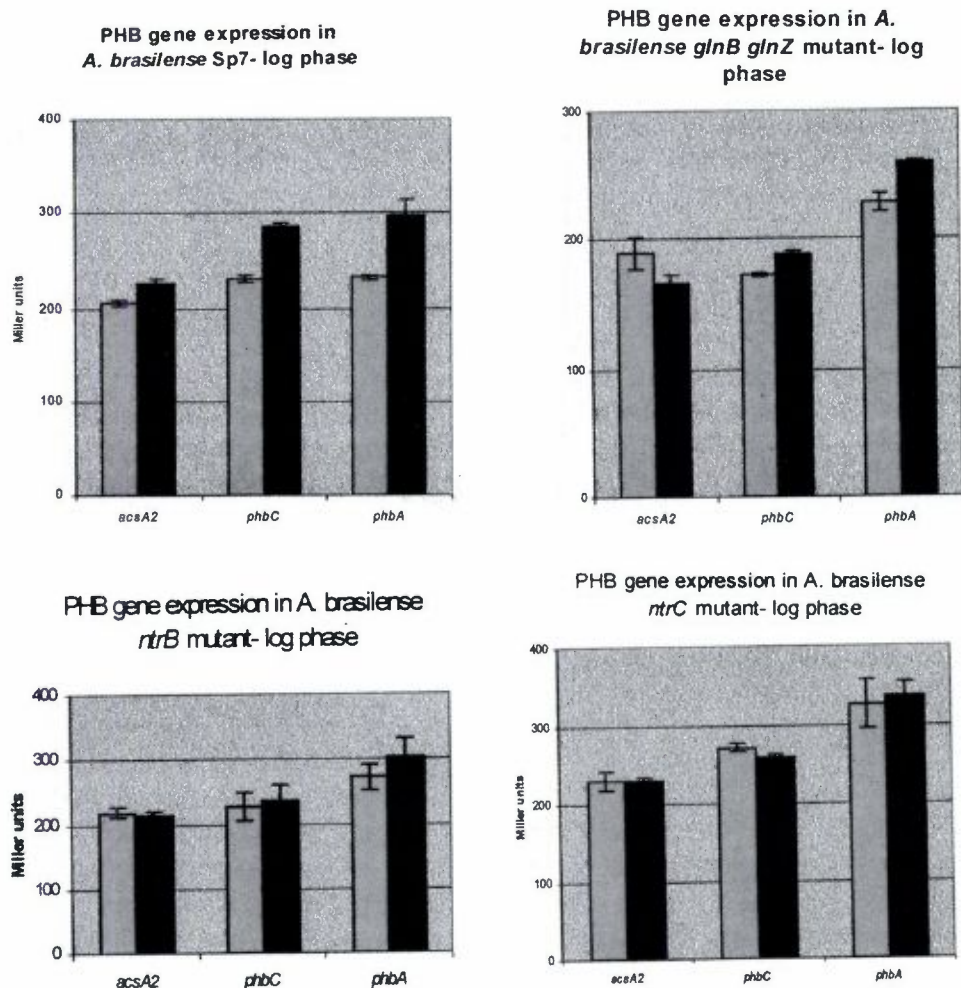 PHB gene expression in
A. brasilense Sp7- log phase
400
300
200
100
0
Miller units
acsA2 phbC phbA
PHB gene expression in A.
brasilense glnB glnZ mutant- log
phase
300
200
100
0
acsA2 phbC phbA
PHB gene expression in A. brasilense
ntrB mutant- log phase
400
300
200
100
0
Miller units
acsA2 phbC phbA
PHB gene expression in A. brasilense
ntrC mutant- log phase
400
300
200
100
0
Miller units
acsA2 phbC phbA